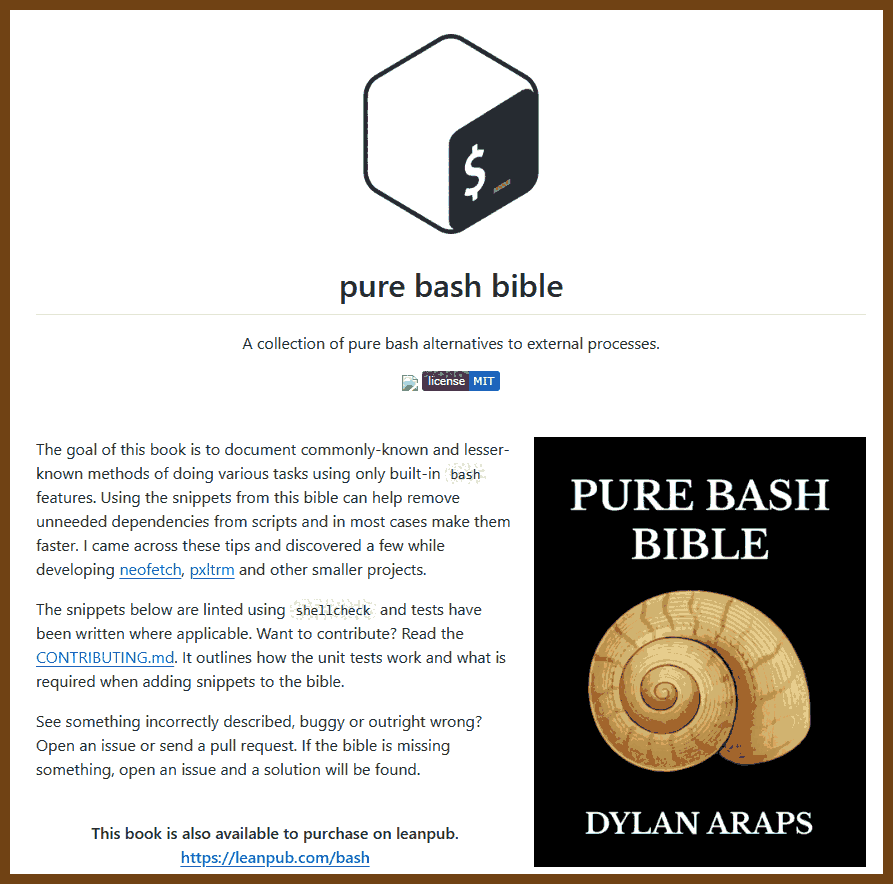 $_
pure bash bible
A collection of pure bash alternatives to external processes.
license MIT
The goal of this book is to document commonly-known and lesser-
known methods of doing various tasks using only built-in bash
features. Using the snippets from this bible can help remove
unneeded dependencies from scripts and in most cases make them
faster. I came across these tips and discovered a few while
developing neofetch, pxltrm and other smaller projects.
The snippets below are linted using shellcheck and tests have
been written where applicable. Want to contribute? Read the
CONTRIBUTING.md. It outlines how the unit tests work and what is
required when adding snippets to the bible.
See something incorrectly described, buggy or outright wrong?
Open an issue or send a pull request. If the bible is missing
something, open an issue and a solution will be found.
This book is also available to purchase on leanpub.
https://leanpub.com/bash
PURE BASH
BIBLE
DYLAN ARAPS